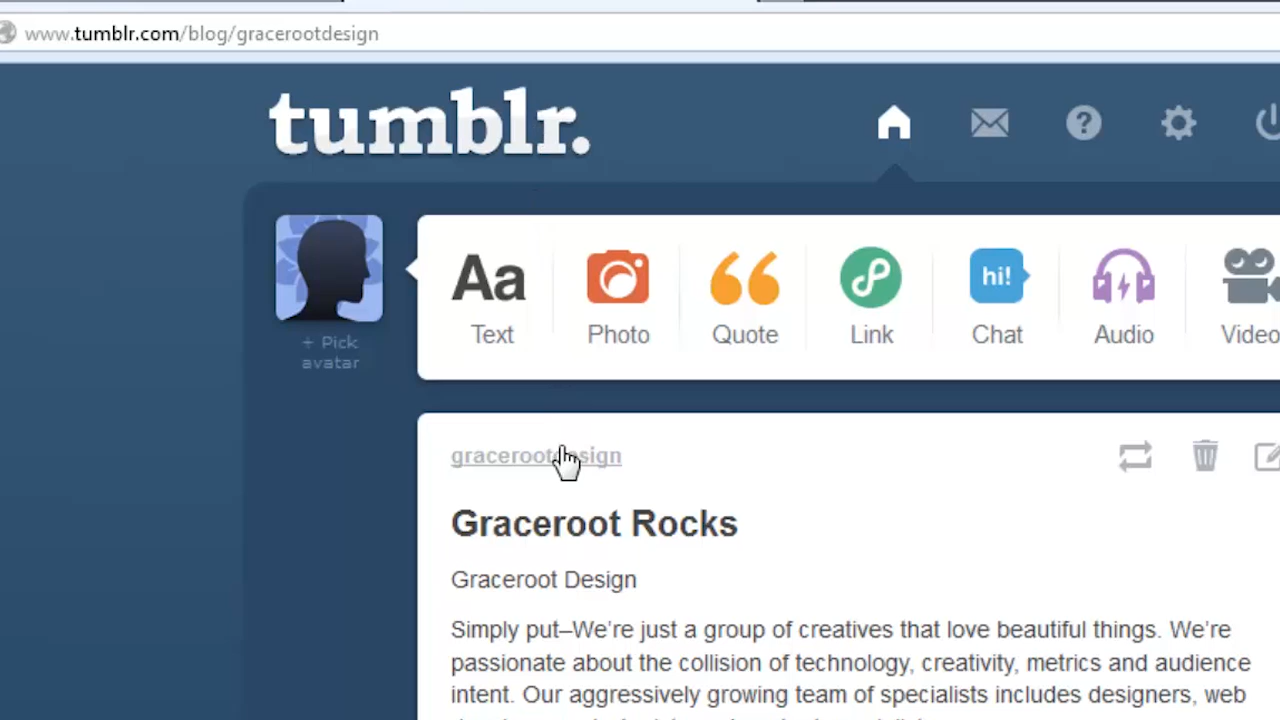 www.tumblr.com/blog/gracerootdesign
tumblr.
+ Pick
avatar
Aa
hi!
Text Photo Quote Link Chat Audio Video
gracerootdesign
Graceroot Rocks
Graceroot Design
Simply put–We're just a group of creatives that love beautiful things. We're
passionate about the collision of technology, creativity, metrics and audience
intent. Our aggressively growing team of specialists includes designers, web